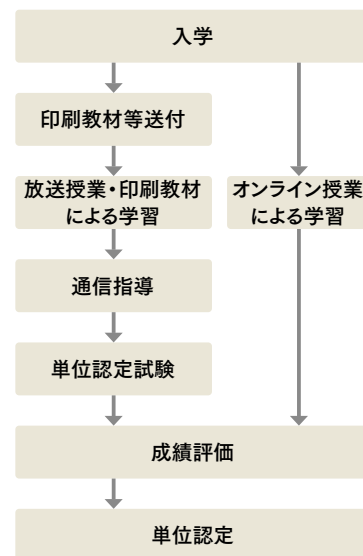 入学
印刷教材等送付
放送授業・印刷教材
による学習
オンライン授業
による学習
通信指導
単位認定試験
成績評価
単位認定